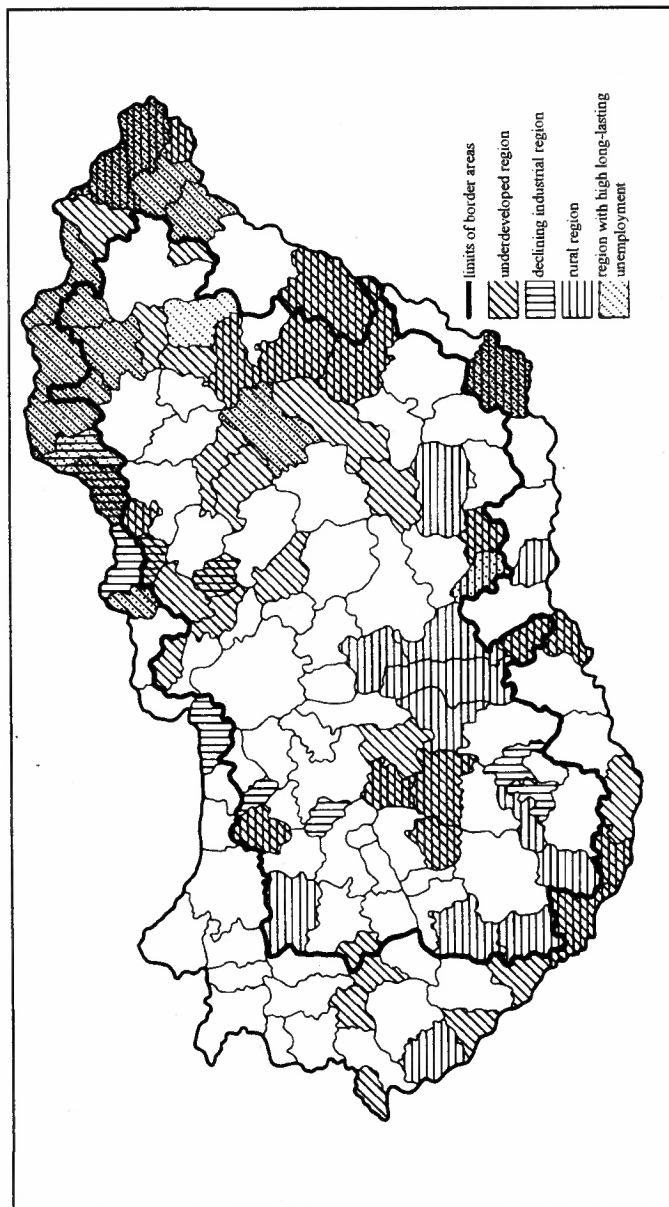 limits of border areas
underdeveloped region
declining industrial region
rural region
region with high long-lasting
unemployment